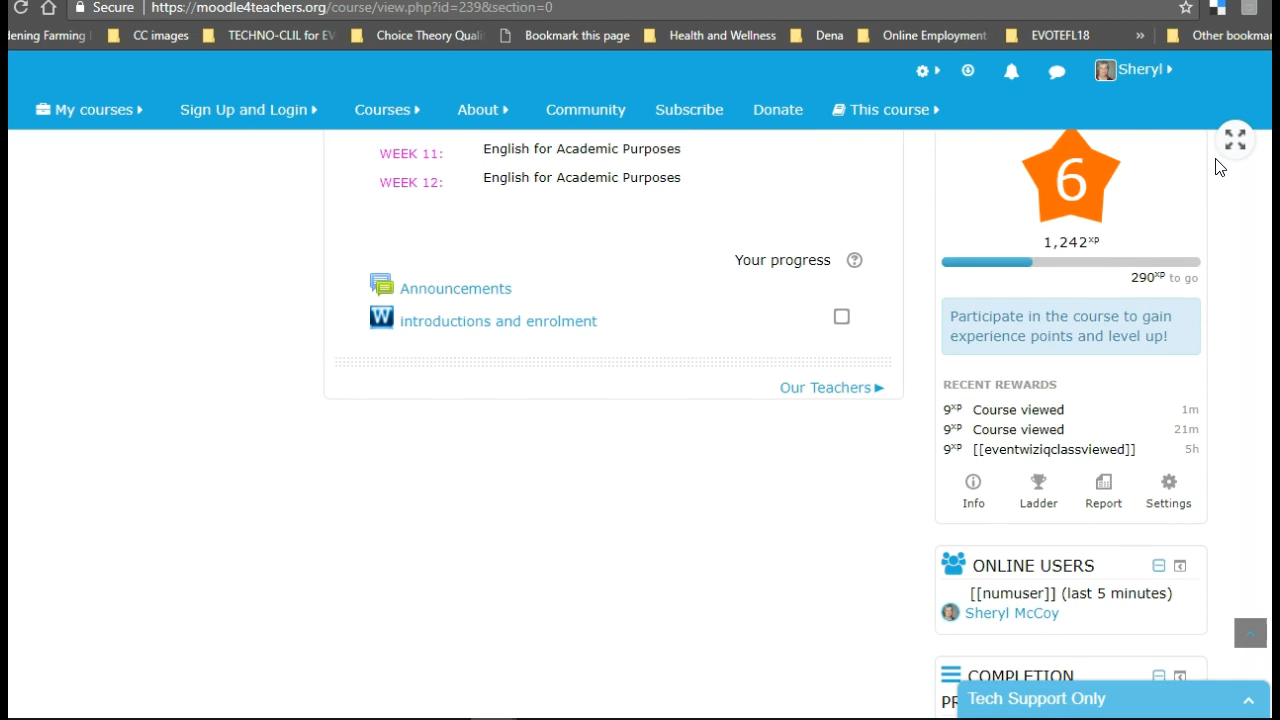 Secure https://moodle4teachers.org/course/view.php?id=239&section=0
dening Farming CC images TECHNO-CLIL for EV Choice Theory Quali Bookmark this page Health and Wellness Dena Online Employment EVOTEFL18 » Other bookmar
Sheryl
My courses Sign Up and Login Courses About Community Subscribe Donate This course
WEEK 11: English for Academic Purposes
WEEK 12: English for Academic Purposes
Your progress
Announcements
W introductions and enrolment
Our Teachers
6
1,242xp
290xp to go
Participate in the course to gain
experience points and level up!
RECENT REWARDS
9xp Course viewed 1m
9xp Course viewed 21m
9xp [[eventwiziqclassviewed]] 5h
Info Ladder Report Settings
ONLINE USERS
[[numuser]] (last 5 minutes)
Sheryl McCoy
COMPLETION
PR
Tech Support Only